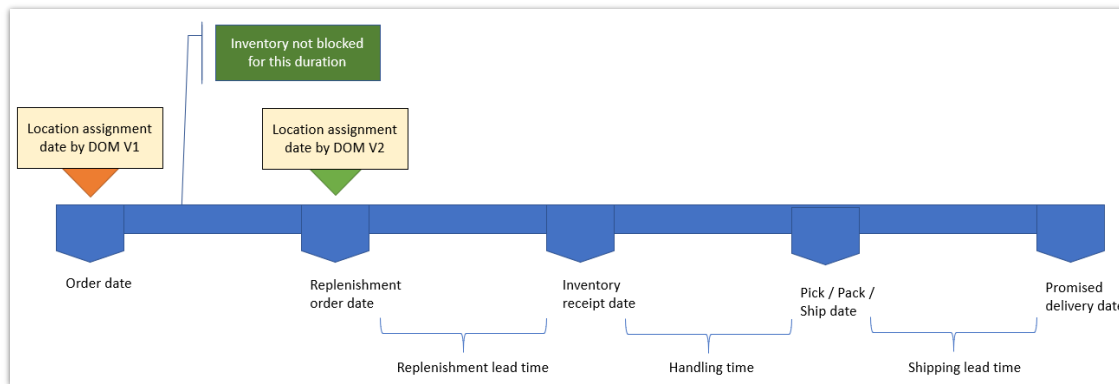 Inventory not blocked
for this duration
Location assignment
date by DOM V1
Location assignment
date by DOM V2
Order date
Replenishment
order date
Inventory
receipt date
Pick / Pack /
Ship date
Promised
delivery date
Replenishment lead time
Handling time
Shipping lead time